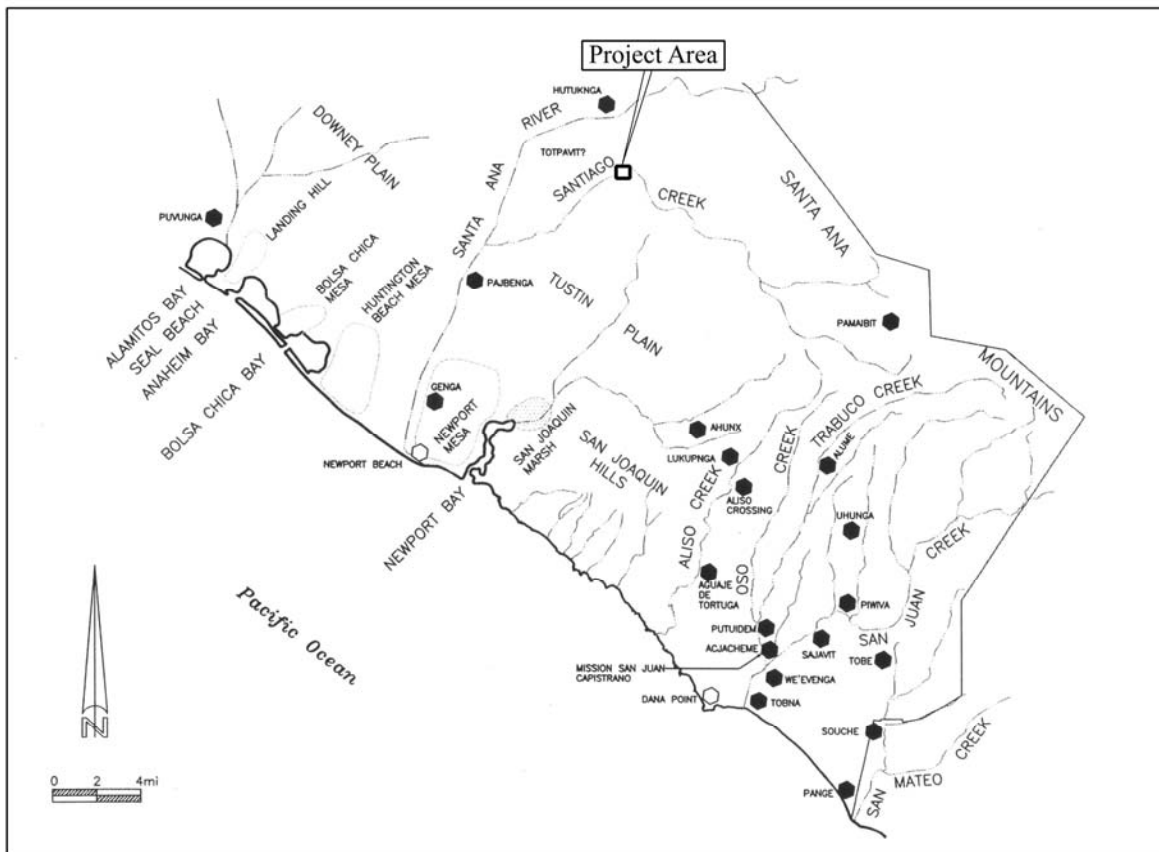 Project Area
HUTUKNGA
RIVER
DOWNEY PLAIN
TOTPAVIT?
SANTIAGO
CREEK
SANTA ANA
SANTA ANA
MOUNTAINS
PUVUNGA
LANDING HILL
BOLSA CHICA
MESA
HUNTINGTON
BEACH MESA
PAJBENGA
TUSTIN
PLAIN
PAMAIBIT
ALAMITOS BAY
SEAL BEACH
ANAHEIM BAY
BOLSA CHICA BAY
GENGA
NEWPORT
MESA
NEWPORT BEACH
NEWPORT BAY
SAN JOAQUIN
MARSH
SAN JOAQUIN
HILLS
AHUNX
LUKUPNGA
ALISO
CROSSING
ALISO CREEK
OSO
CREEK
TRABUCO CREEK
ALUME
UHUNGA
AGUAJE
DE
TORTUGA
PIWIVA
PUTUIDEM
ACJACHEME
SAJAVIT
SAN
JUAN
CREEK
TOBE
MISSION SAN JUAN
CAPISTRANO
WE'EVENGA
DANA POINT
TOBNA
SOUCHE
PANGE
SAN
MATEO
CREEK
Pacific Ocean
N
0 2 4mi